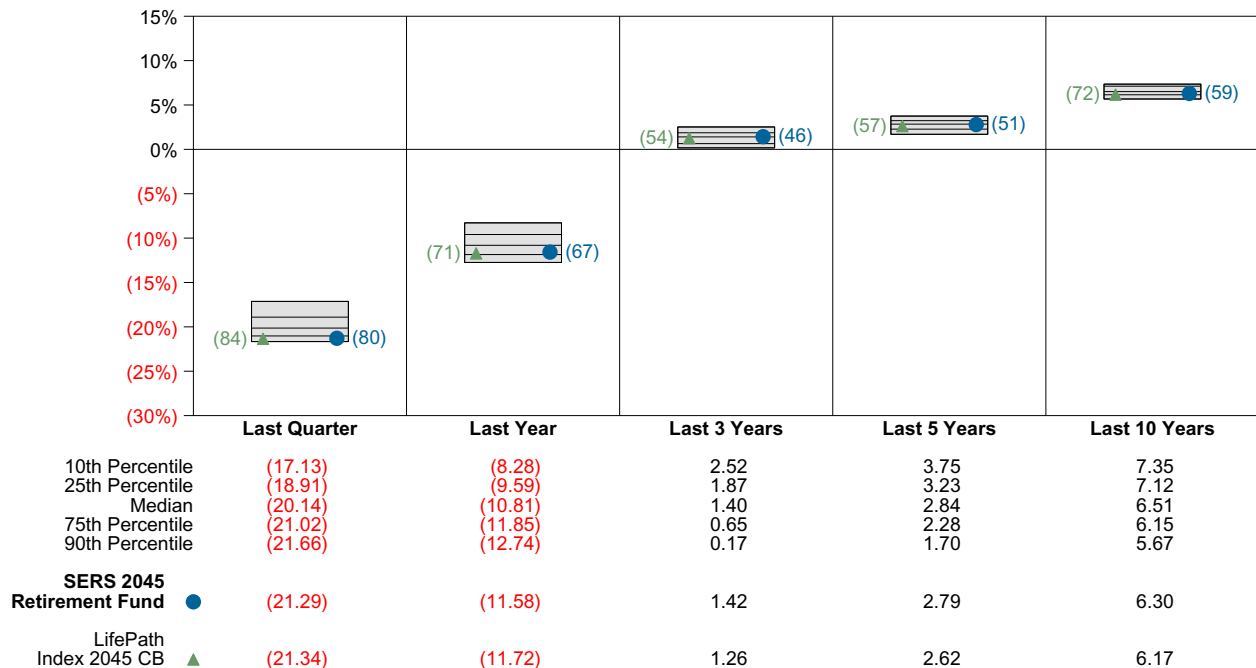 15%
10%
5%
0%
(5%)
(10%)
(15%)
(20%)
(25%)
(30%)
(84) (80)
(71) (67)
(54) (46)
(57) (51)
(72) (59)
Last Quarter Last Year Last 3 Years Last 5 Years Last 10 Years
10th Percentile (17.13) (8.28) 2.52 3.75 7.35
25th Percentile (18.91) (9.59) 1.87 3.23 7.12
Median (20.14) (10.81) 1.40 2.84 6.51
75th Percentile (21.02) (11.85) 0.65 2.28 6.15
90th Percentile (21.66) (12.74) 0.17 1.70 5.67
SERS 2045
Retirement Fund (21.29) (11.58) 1.42 2.79 6.30
LifePath
Index 2045 CB (21.34) (11.72) 1.26 2.62 6.17